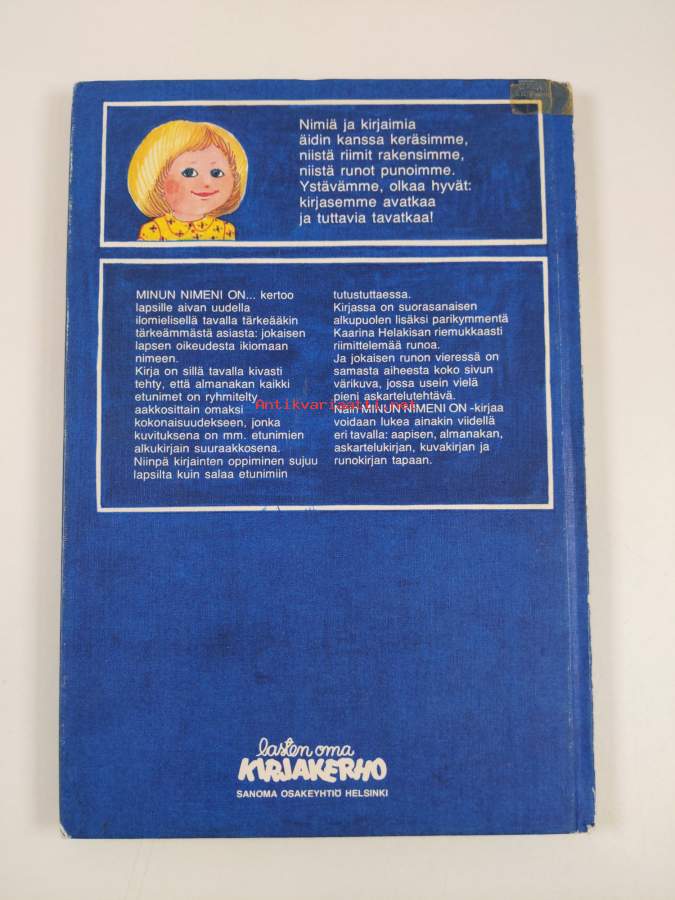 Nimiä ja kirjaimia
äidin kanssa keräsimme,
niistä riimit rakensimme,
niistä runot punoimme.
Ystävämme, olkaa hyvät:
kirjasemme avatkaa
ja tuttavia tavatkaa!
MINUN NIMENI ON... kertoo
lapsille aivan uudella
ilomielisellä tavalla tärkeääkin
tärkeämmästä asiasta: jokaisen
lapsen oikeudesta ikiomaan
nimeen.
Kirja on sillä tavalla kivasti
tehty, että almanakan kaikki
etunimet on ryhmitelty
aakkosittain omaksi
kokonaisuudekseen, jonka
kuvituksena on mm. etunimien
alkukirjain suuraakkosena.
Niinpä kirjainten oppiminen sujuu
lapsilta kuin salaa etunimiin
tutustuttaessa.
Kirjassa on suorasanaisen
alkupuolen lisäksi parikymmentä
Kaarina Helakisan riemukkaasti
riimittelemää runoa.
Ja jokaisen runon vieressä on
samasta aiheesta koko sivun
värikuva, jossa usein vielä
pieni askartelutehtävä.
Näin MINUN NIMENI ON -kirjaa
voidaan lukea ainakin viidellä
eri tavalla: aapisen, almanakan,
askartelukirjan, kuvakirjan ja
runokirjan tapaan.
Antikvariaatti.net
lasten oma
KIRJAKERHO
SANOMA OSAKEYHTIÖ HELSINKI